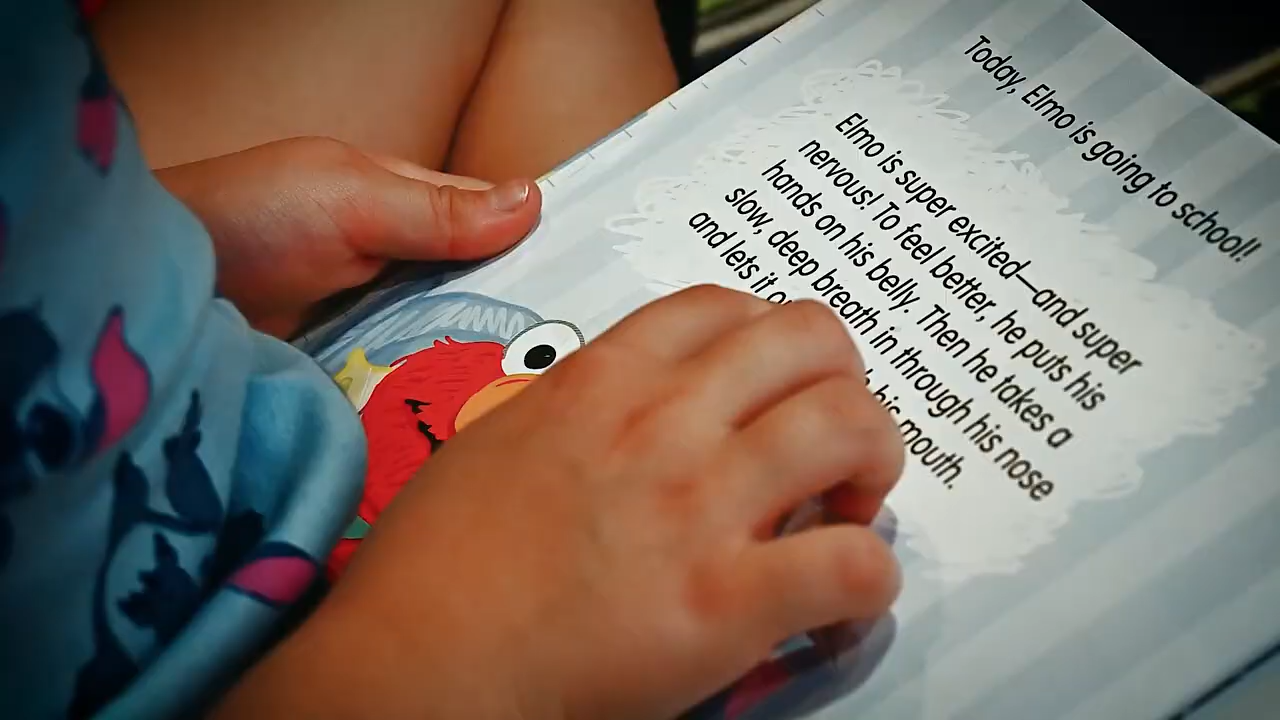 Today, Elmo is going to school!
Elmo is super excited—and super
nervous! To feel better, he puts his
hands on his belly. Then he takes a
slow, deep breath in through his nose
and lets it his mouth.